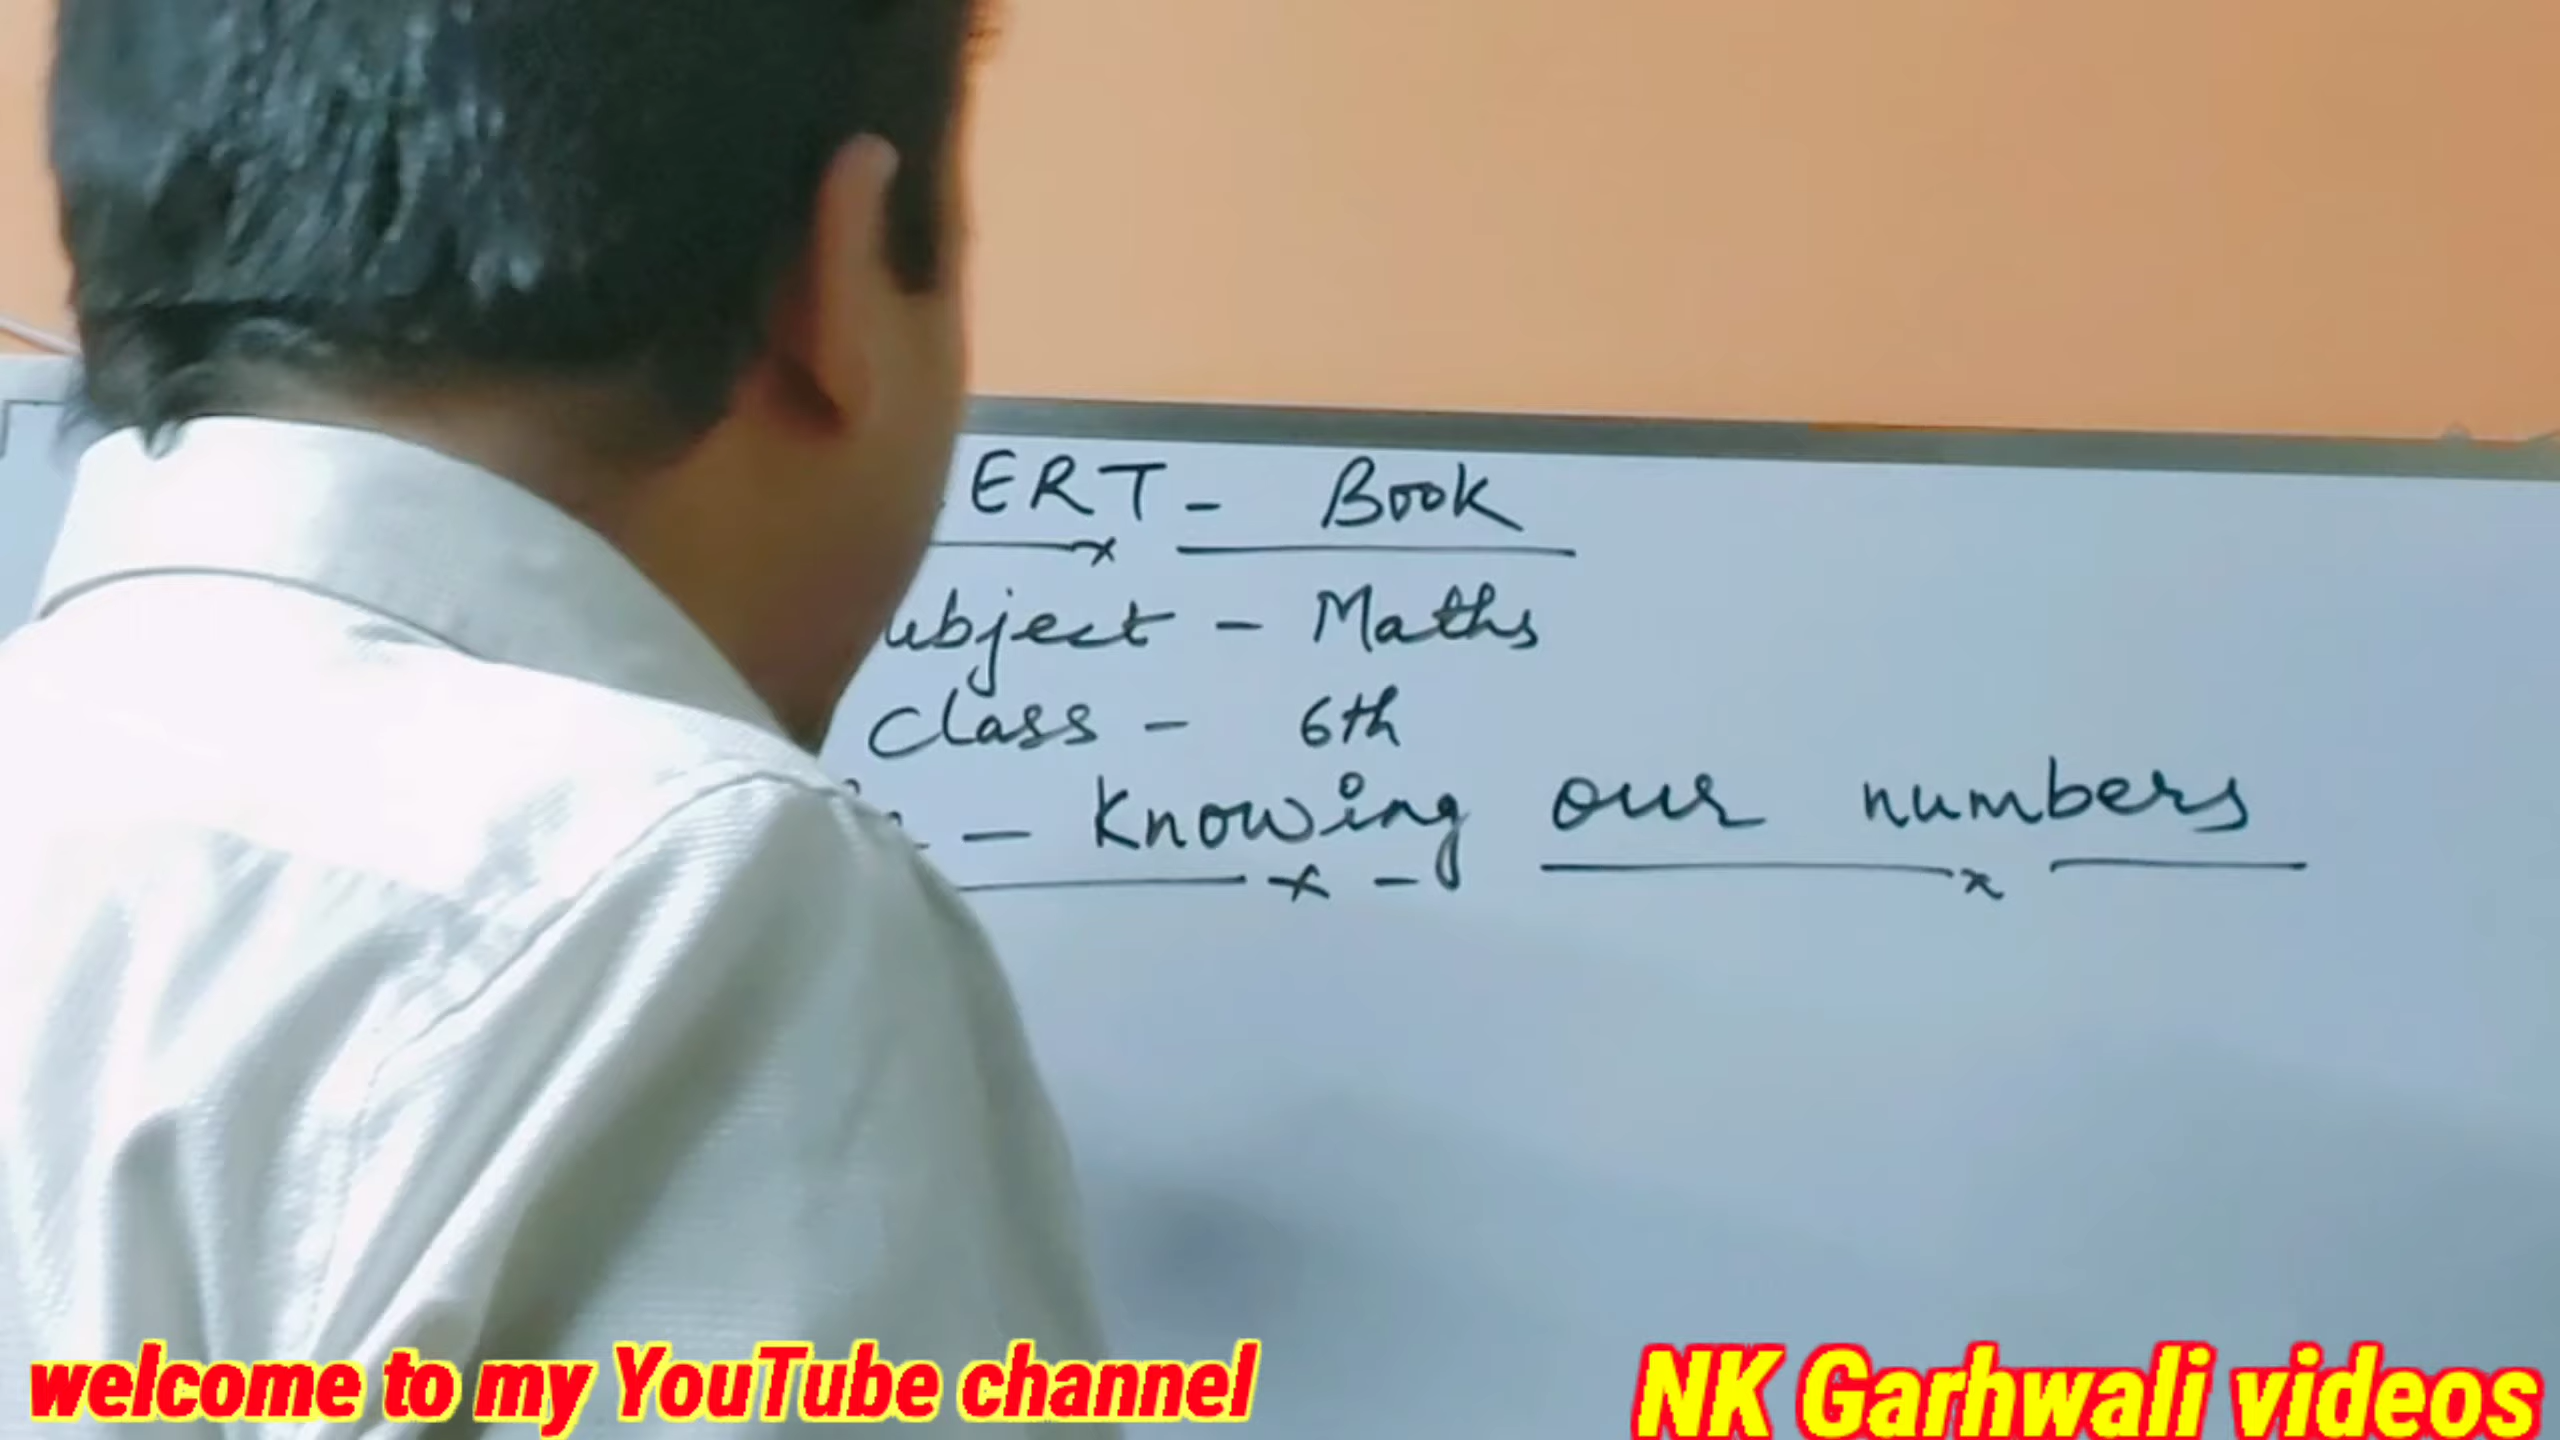 ERT - Book
ubject - Maths
class - 6th
- Knowing our numbers
welcome to my YouTube channel
NK Garhwali videos